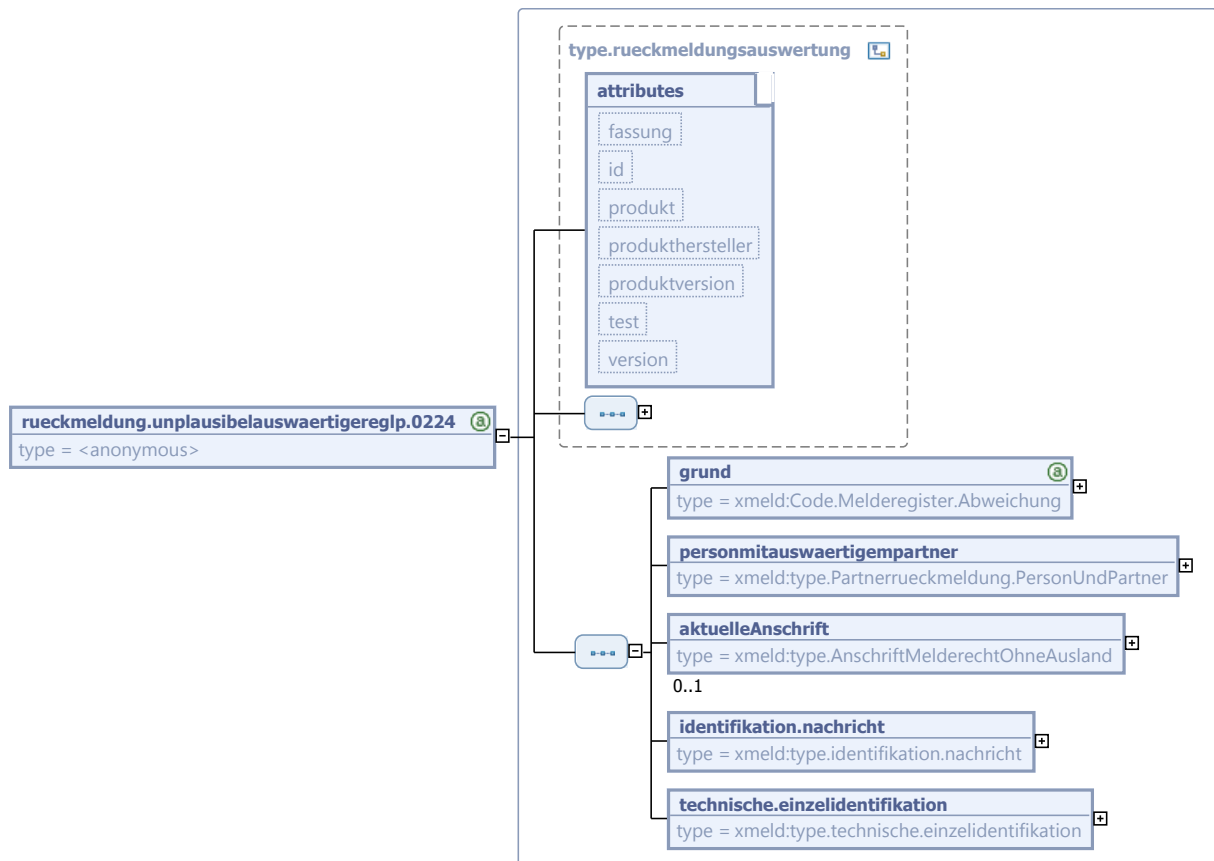 type.rueckmeldungsauswertung
attributes
fassung
id
produkt
produkthersteller
produktversion
test
version
rueckmeldung.unplausibelauswaertigereglp.0224 a
type = <anonymous>
grund a
type = xmeld:Code.Melderegister.Abweichung
personmitauswaertigempartner
type = xmeld:type.Partnerrueckmeldung.PersonUndPartner
aktuelleAnschrift
type = xmeld:type.AnschriftMelderechtOhneAusland
0..1
identifikation.nachricht
type = xmeld:type.identifikation.nachricht
technische.einzelidentifikation
type = xmeld:type.technische.einzelidentifikation